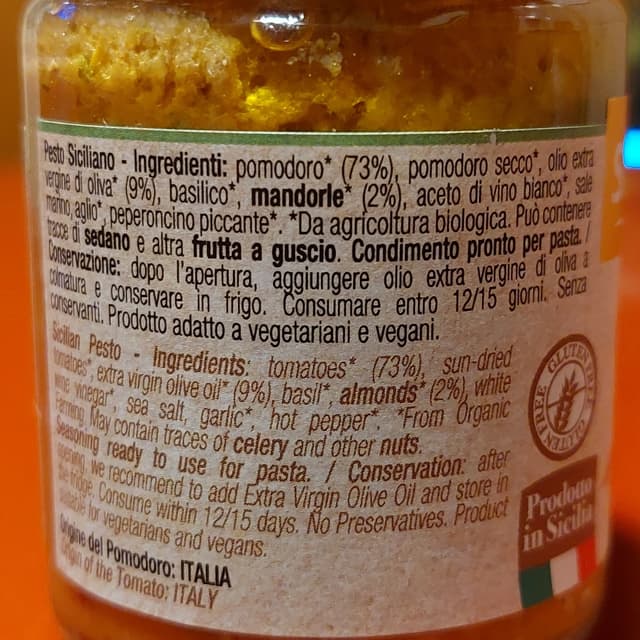 Pesto Siciliano - Ingredienti: pomodoro* (73%), pomodoro secco*, olio extra
vergine di oliva* (9%), basilico*, mandorle* (2%), aceto di vino bianco*, sale
marino, aglio*, peperoncino piccante*. *Da agricoltura biologica. Può contenere
tracce di sedano e altra frutta a guscio. Condimento pronto per pasta. /
Conservazione: dopo l'apertura, aggiungere olio extra vergine di oliva a
colmatura e conservare in frigo. Consumare entro 12/15 giorni. Senza
conservanti. Prodotto adatto a vegetariani e vegani.
Sicilian Pesto - Ingredients: tomatoes* (73%), sun-dried
tomatoes*, extra virgin olive oil* (9%), basil*, almonds* (2%), white
wine vinegar*, sea salt, garlic* hot pepper*. *From Organic
Farming. May contain traces of celery and other nuts.
Seasoning ready to use for pasta. / Conservation: after
opening, we recommend to add Extra Virgin Olive Oil and store in
the fridge. Consume within 12/15 days. No Preservatives. Product
suitable for vegetarians and vegans.
Origine del Pomodoro: ITALIA
Origin of the Tomato: ITALY
GLUTEN FREE GLUTEN FREE
Prodotto
in Sicilia